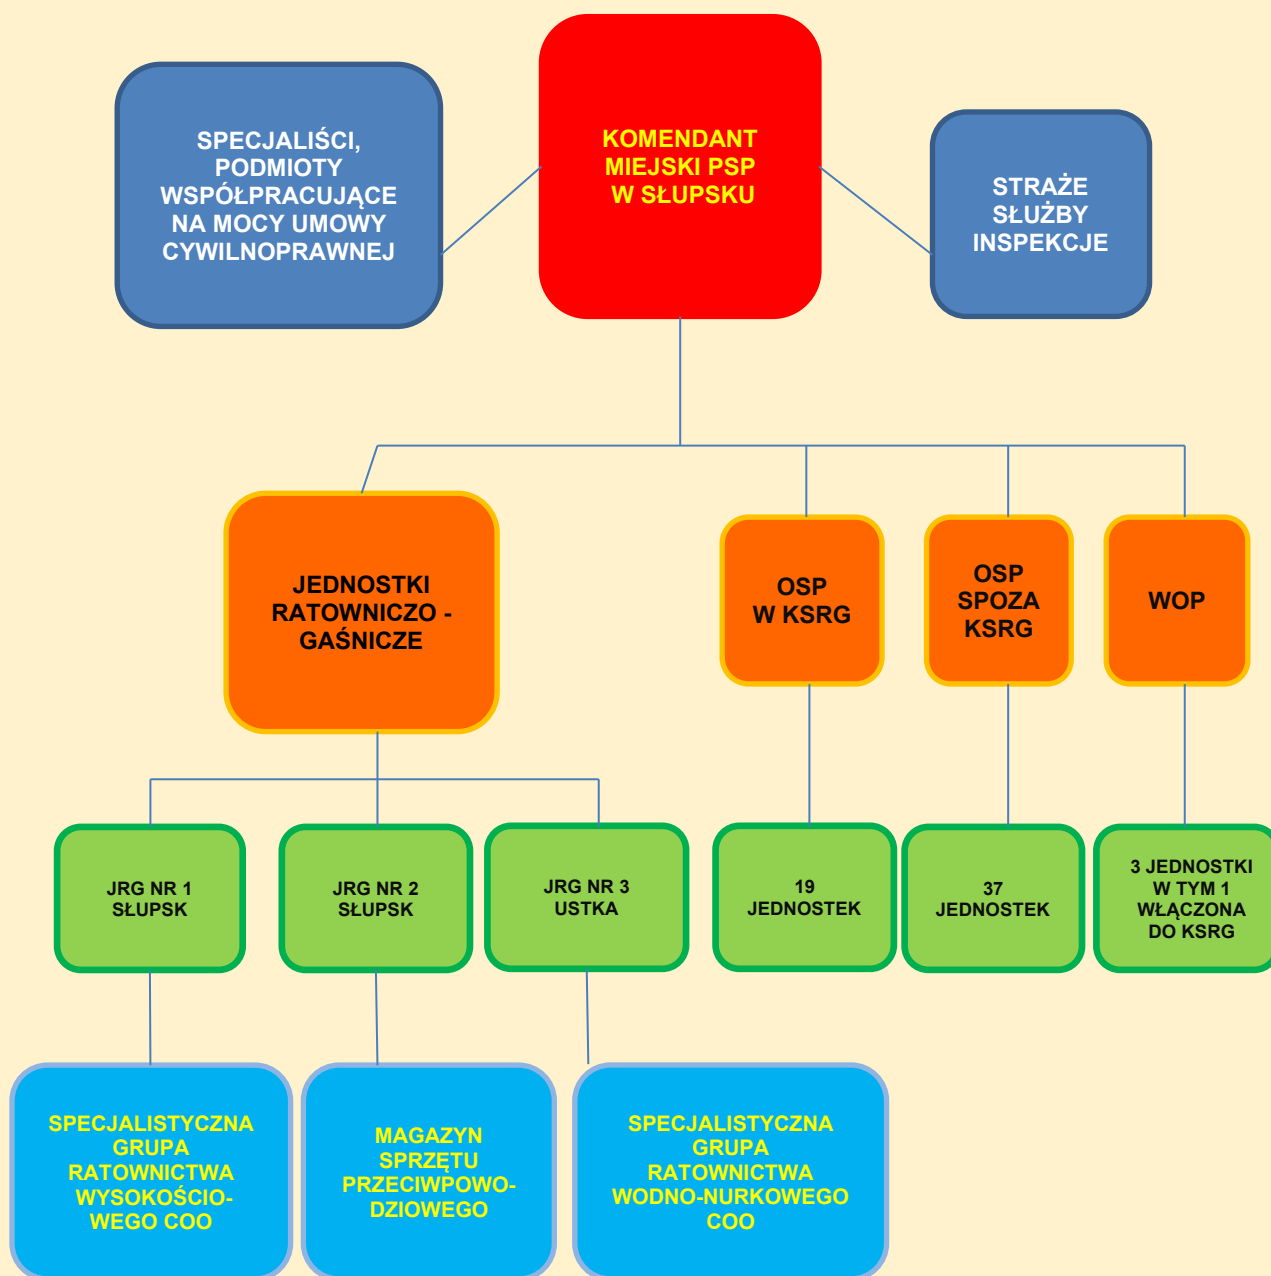 SPECJALIŚCI,
PODMIOTY
WSPÓŁPRACUJĄCE
NA MOCY UMOWY
CYWILNOPRAWNEJ
KOMENDANT
MIEJSKI PSP
W SŁUPSKU
STRAŻE
SŁUŻBY
INSPEKCJE
JEDNOSTKI
RATOWNICZO -
GAŚNICZE
OSP
W KSRG
OSP
SPOZA
KSRG
WOP
JRG NR 1
SŁUPSK
JRG NR 2
SŁUPSK
JRG NR 3
USTKA
19
JEDNOSTEK
37
JEDNOSTEK
3 JEDNOSTKI
W TYM 1
WŁĄCZONA
DO KSRG
SPECJALISTYCZNA
GRUPA
RATOWNICTWA
WYSOKOŚCIO-
WEGO COO
MAGAZYN
SPRZĘTU
PRZECIWPOWO-
DZIOWEGO
SPECJALISTYCZNA
GRUPA
RATOWNICTWA
WODNO-NURKOWEGO
COO